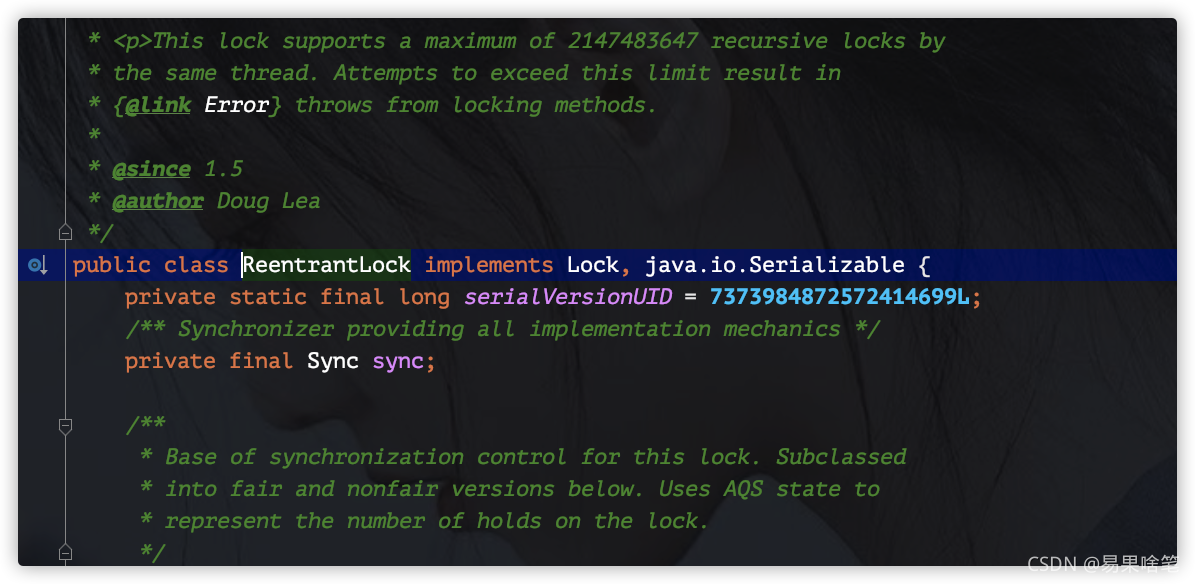 * <p>This lock supports a maximum of 2147483647 recursive locks by
* the same thread. Attempts to exceed this limit result in
* {@link Error} throws from locking methods.
*
* @since 1.5
* @author Doug Lea
*/
public class ReentrantLock implements Lock, java.io.Serializable {
private static final long serialVersionUID = 7373984872572414699L;
/** Synchronizer providing all implementation mechanics */
private final Sync sync;
/**
* Base of synchronization control for this lock. Subclassed
* into fair and nonfair versions below. Uses AQS state to
* represent the number of holds on the lock.
*/
CSDN @易果啥笔